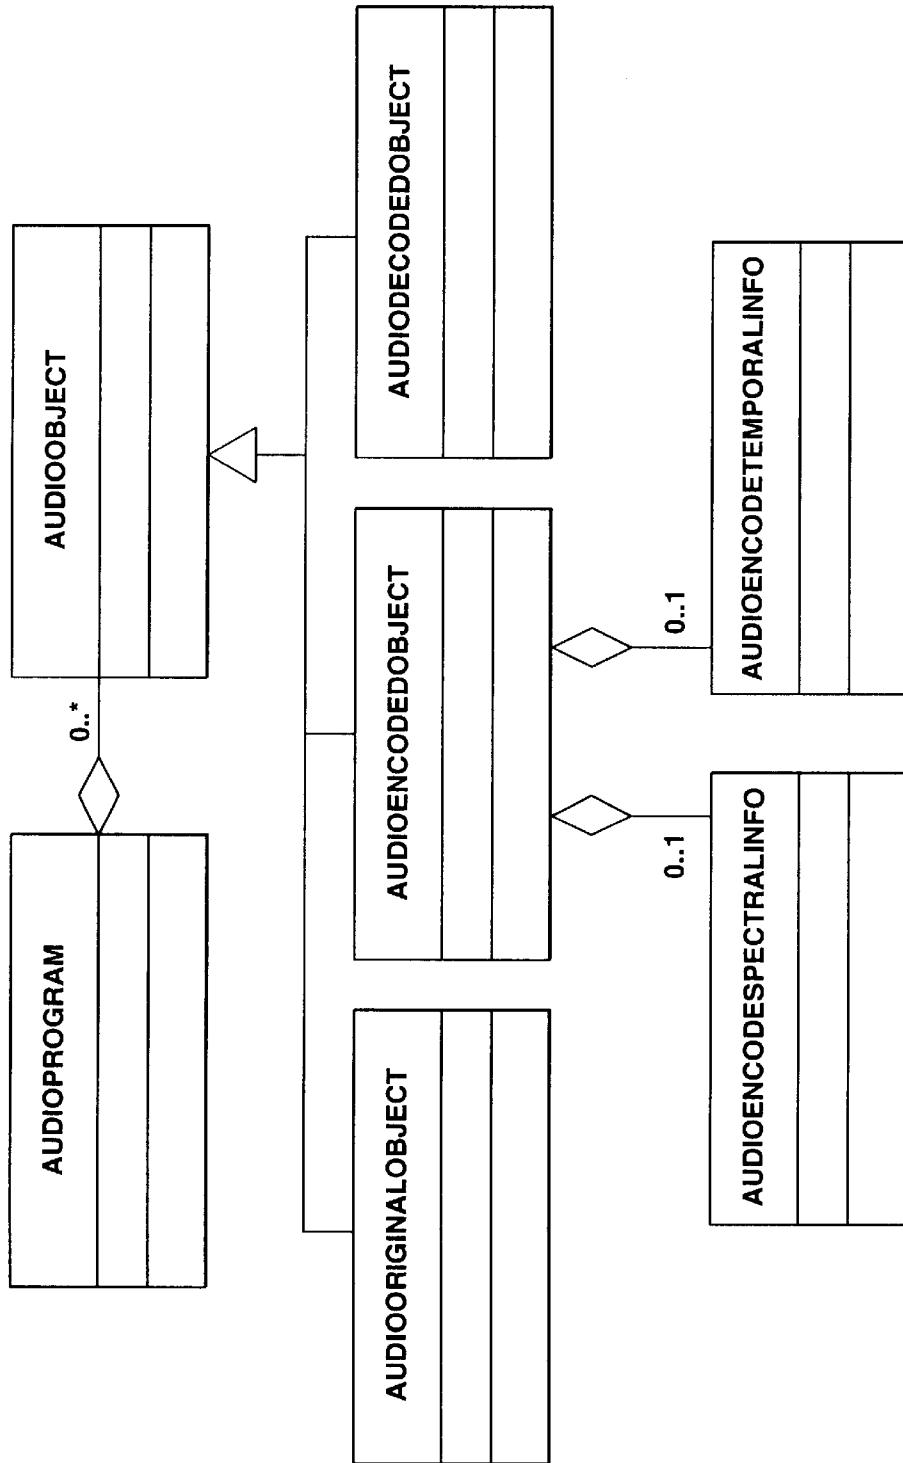 AUDIOPROGRAM
0..*
AUDIOOBJECT
AUDIOORIGINALOBJECT
AUDIOENCODEDOBJECT
AUDIODECODEDOBJECT
0..1
0..1
AUDIOENCODESPECTRALINFO
AUDIOENCODETEMPORALINFO